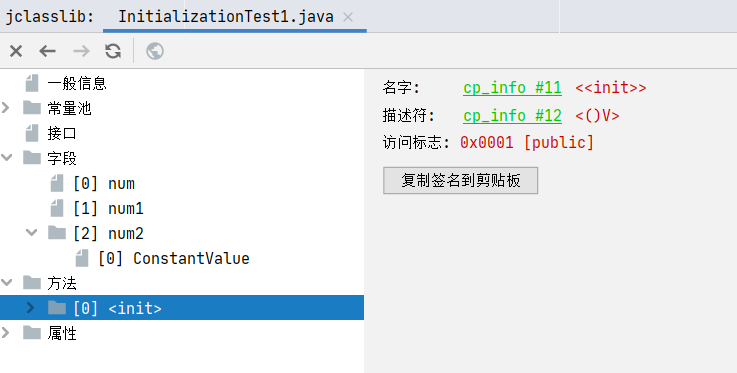 jclasslib: InitializationTest1.java
一般信息
常量池
接口
字段
[0] num
[1] num1
[2] num2
[0] ConstantValue
方法
[0] <init>
属性
名字: cp_info #11 <<init>>
描述符: cp_info #12 <()V>
访问标志: 0x0001 [public]
复制签名到剪贴板